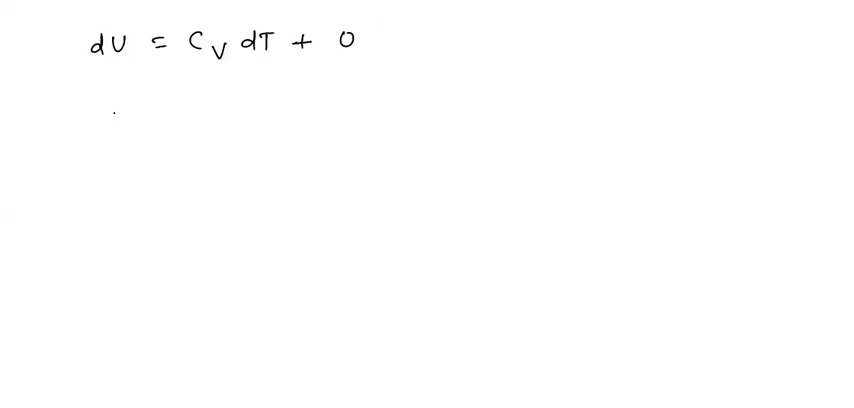 dU = C_V dT + 0